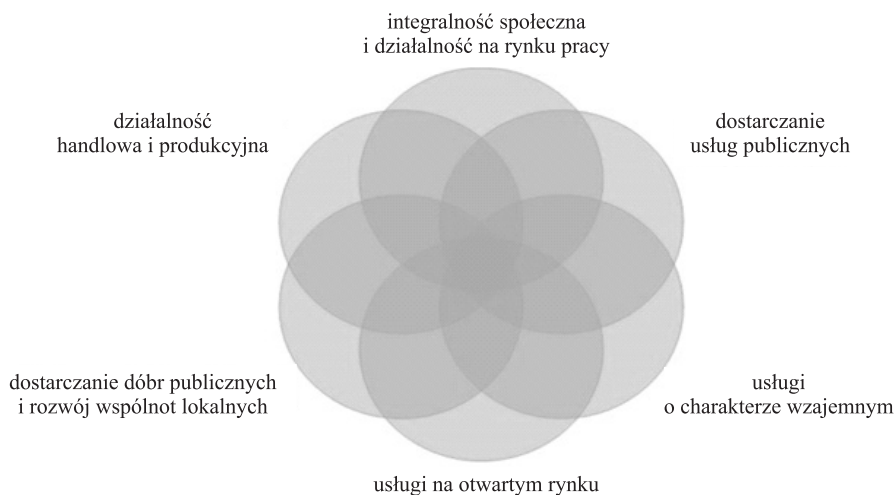 integralność społeczna
i działalność na rynku pracy
działalność
handlowa i produkcyjna
dostarczanie
usług publicznych
dostarczanie dóbr publicznych
i rozwój wspólnot lokalnych
usługi
o charakterze wzajemnym
usługi na otwartym rynku